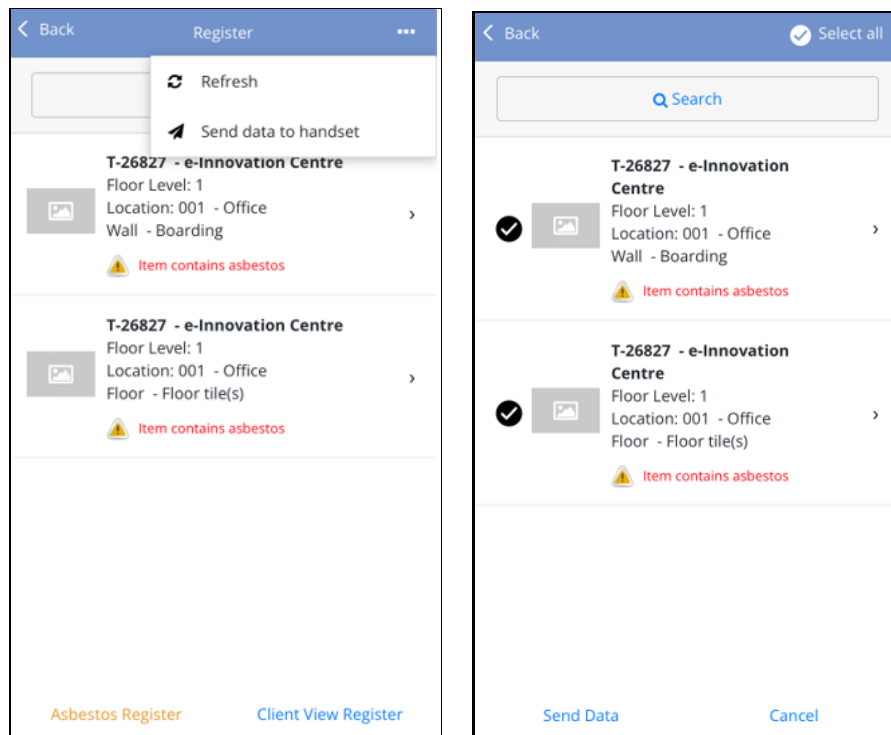 Back
Register
Refresh
Send data to handset
T-26827 - e-Innovation Centre
Floor Level: 1
Location: 001 - Office
Wall - Boarding
Item contains asbestos
T-26827 - e-Innovation Centre
Floor Level: 1
Location: 001 - Office
Floor - Floor tile(s)
Item contains asbestos
Asbestos Register
Client View Register
Back
Select all
Search
T-26827 - e-Innovation
Centre
Floor Level: 1
Location: 001 - Office
Wall - Boarding
Item contains asbestos
T-26827 - e-Innovation
Centre
Floor Level: 1
Location: 001 - Office
Floor - Floor tile(s)
Item contains asbestos
Send Data
Cancel